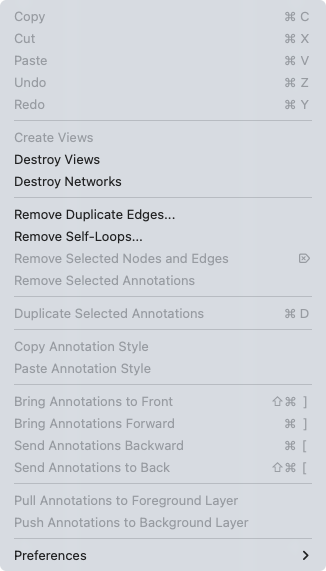 Copy ⌘ C
Cut ⌘ X
Paste ⌘ V
Undo ⌘ Z
Redo ⌘ Y
Create Views
Destroy Views
Destroy Networks
Remove Duplicate Edges...
Remove Self-Loops...
Remove Selected Nodes and Edges ⌦
Remove Selected Annotations
Duplicate Selected Annotations ⌘ D
Copy Annotation Style
Paste Annotation Style
Bring Annotations to Front ⇧⌘ ]
Bring Annotations Forward ⌘ ]
Send Annotations Backward ⌘ [
Send Annotations to Back ⇧⌘ [
Pull Annotations to Foreground Layer
Push Annotations to Background Layer
Preferences >